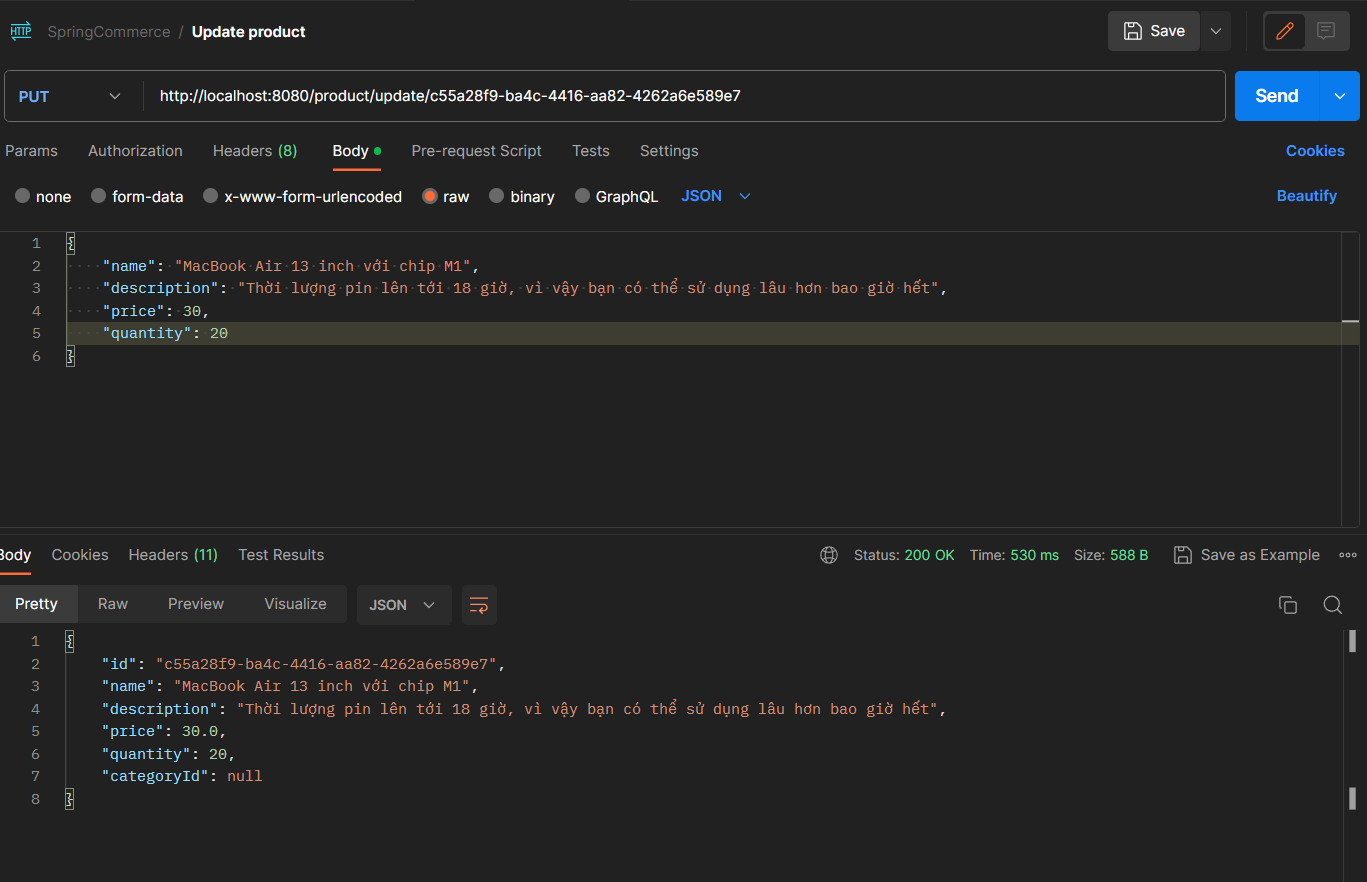 HTTP SpringCommerce / Update product Save
PUT http://localhost:8080/product/update/c55a28f9-ba4c-4416-aa82-4262a6e589e7 Send
Params Authorization Headers (8) Body Pre-request Script Tests Settings Cookies
none form-data x-www-form-urlencoded raw binary GraphQL JSON Beautify
1 {
2 "name": "MacBook Air 13 inch với chip M1",
3 "description": "Thời lượng pin lên tới 18 giờ, vì vậy bạn có thể sử dụng lâu hơn bao giờ hết",
4 "price": 30,
5 "quantity": 20
6 }
Body Cookies Headers (11) Test Results Status: 200 OK Time: 530 ms Size: 588 B Save as Example
Pretty Raw Preview Visualize JSON
1 {
2 "id": "c55a28f9-ba4c-4416-aa82-4262a6e589e7",
3 "name": "MacBook Air 13 inch với chip M1",
4 "description": "Thời lượng pin lên tới 18 giờ, vì vậy bạn có thể sử dụng lâu hơn bao giờ hết",
5 "price": 30.0,
6 "quantity": 20,
7 "categoryId": null
8 }